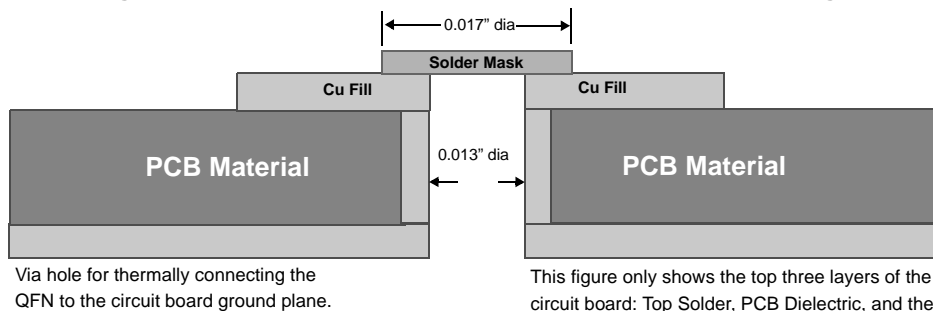 0.017” dia
Solder Mask
Cu Fill
Cu Fill
PCB Material
0.013” dia
PCB Material
Via hole for thermally connecting the
QFN to the circuit board ground plane.
This figure only shows the top three layers of the
circuit board: Top Solder, PCB Dielectric, and the